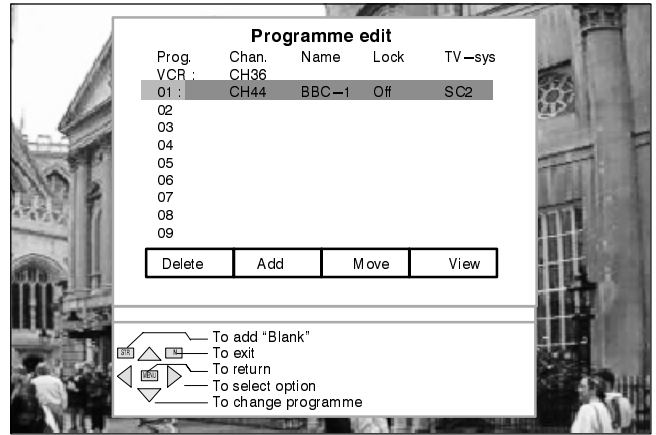 Programme edit
Prog. Chan. Name Lock TV-sys
VCR : CH36
01 : CH44 BBC-1 Off SC2
02
03
04
05
06
07
08
09
Delete Add Move View
To add “Blank”
STR N To exit
MENU To return
To select option
To change programme